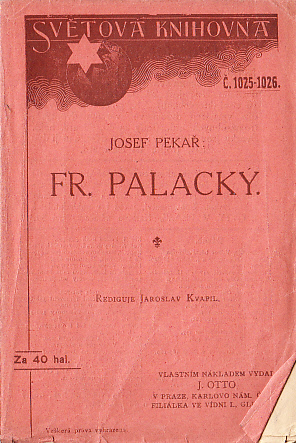 SVĚTOVÁ KNIHOVNA
Č. 1025-1026.
JOSEF PEKAŘ:
FR. PALACKÝ.
REDIGUJE JAROSLAV KVAPIL.
Za 40 hal.
VLASTNÍM NÁKLADEM VYDAL
J. OTTO
V PRAZE, KARLOVO NÁM.
FILIÁLKA VE VÍDNI I.,
Veškerá práva vyhrazena.